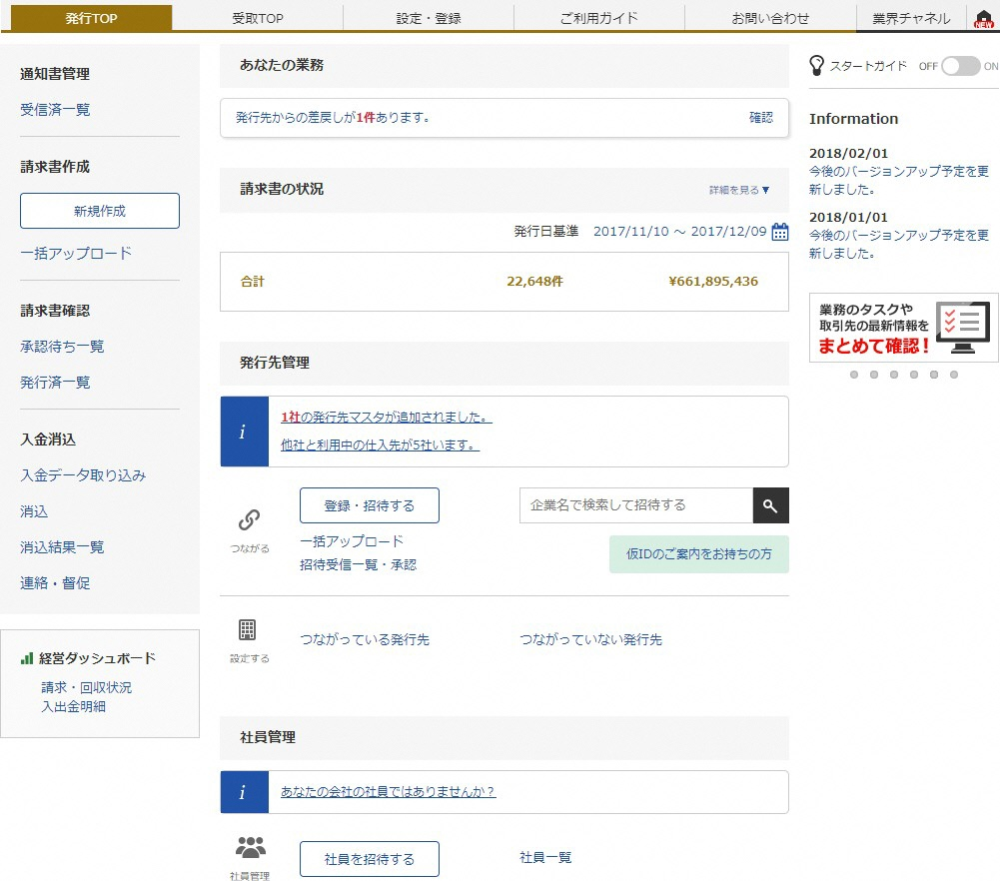 発行TOP
受取TOP
設定・登録
ご利用ガイド
お問い合わせ
業界チャネル
NEW
通知書管理
受信済一覧
請求書作成
新規作成
一括アップロード
請求書確認
承認待ち一覧
発行済一覧
入金消込
入金データ取り込み
消込
消込結果一覧
連絡・督促
経営ダッシュボード
請求・回収状況
入出金明細
あなたの業務
発行先からの差戻しが1件あります。 確認
請求書の状況 詳細を見る▼
発行日基準 2017/11/10 ～ 2017/12/09
合計 22,648件 ¥661,895,436
発行先管理
i
1社の発行先マスタが追加されました。
他社と利用中の仕入先が5社います。
つながる
登録・招待する
一括アップロード
招待受信一覧・承認
企業名で検索して招待する
仮IDのご案内をお持ちの方
設定する
つながっている発行先
つながっていない発行先
社員管理
i
あなたの会社の社員ではありませんか？
社員管理
社員を招待する
社員一覧
スタートガイド OFF ON
Information
2018/02/01
今後のバージョンアップ予定を更
新しました。
2018/01/01
今後のバージョンアップ予定を更
新しました。
業務のタスクや
取引先の最新情報を
まとめて確認！